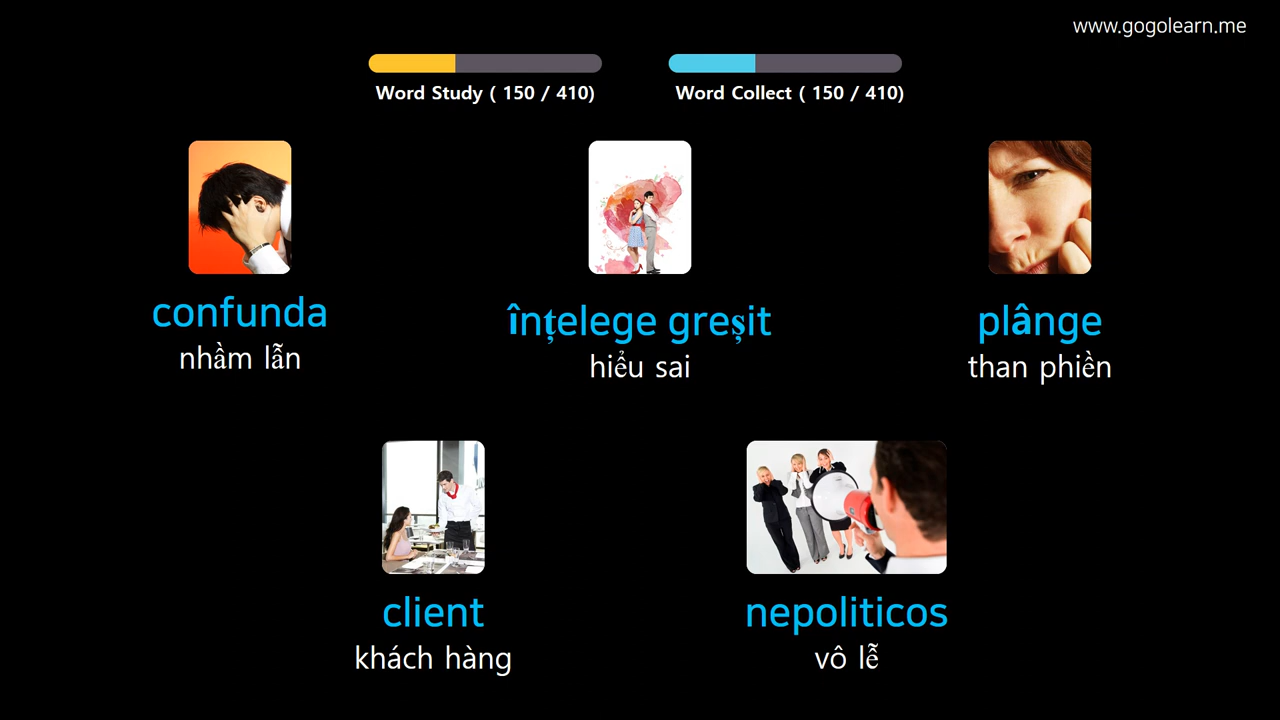 www.gogolearn.me
Word Study ( 150 / 410)
Word Collect ( 150 / 410)
confunda
nhầm lẫn
înțelege greșit
hiểu sai
plânge
than phiền
client
khách hàng
nepoliticos
vô lễ